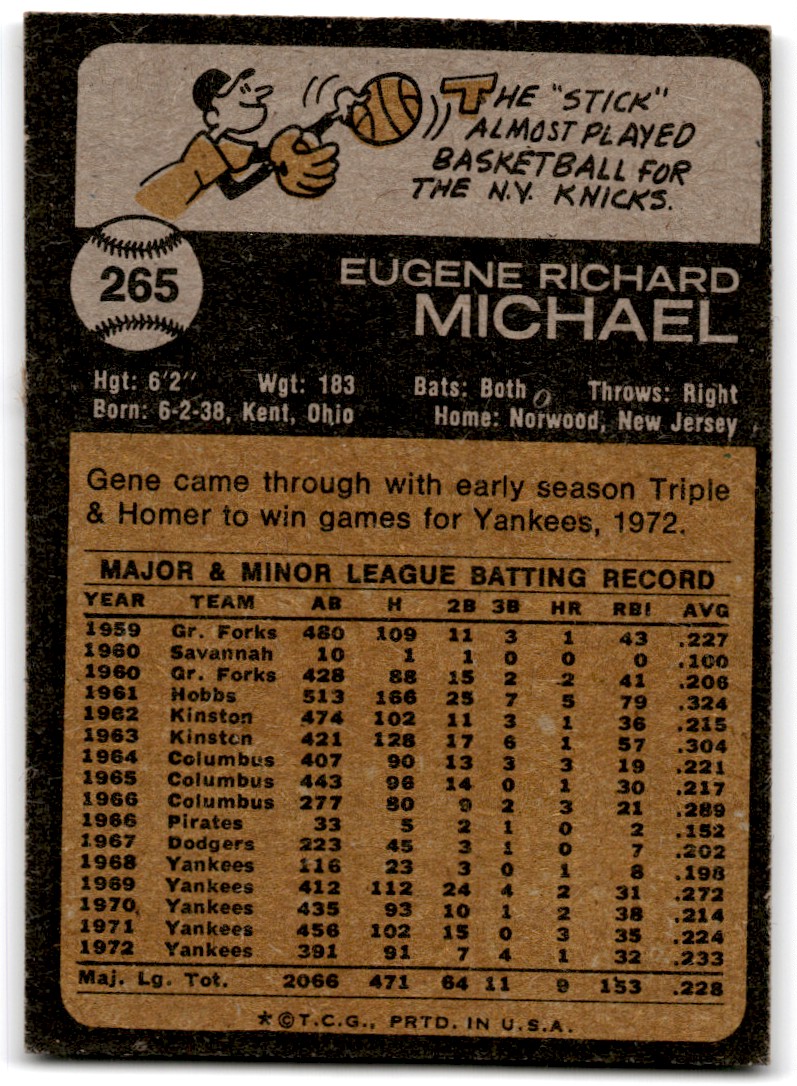 THE "STICK"
ALMOST PLAYED
BASKETBALL FOR
THE N.Y. KNICKS.
265
EUGENE RICHARD
MICHAEL
Hgt: 6'2" Wgt: 183 Bats: Both Throws: Right
Born: 6-2-38, Kent, Ohio Home: Norwood, New Jersey
Gene came through with early season Triple
& Homer to win games for Yankees, 1972.
MAJOR & MINOR LEAGUE BATTING RECORD
YEAR TEAM AB H 2B 3B HR RBI AVG
1959 Gr. Forks 480 109 11 3 1 43 .227
1960 Savannah 10 1 1 0 0 0 .100
1960 Gr. Forks 428 88 15 2 2 41 .206
1961 Hobbs 513 166 25 7 5 79 .324
1962 Kinston 474 102 11 3 1 36 .215
1963 Kinston 421 128 17 6 1 57 .304
1964 Columbus 407 90 13 3 3 19 .221
1965 Columbus 443 96 14 0 1 30 .217
1966 Columbus 277 80 9 2 3 21 .289
1966 Pirates 33 5 2 1 0 2 .152
1967 Dodgers 223 45 3 1 0 7 .202
1968 Yankees 116 23 3 0 1 8 .198
1969 Yankees 412 112 24 4 2 31 .272
1970 Yankees 435 93 10 1 2 38 .214
1971 Yankees 456 102 15 0 3 35 .224
1972 Yankees 391 91 7 4 1 32 .233
Maj. Lg. Tot. 2066 471 64 11 9 153 .228
*©T.C.G., PRTD. IN U.S.A.